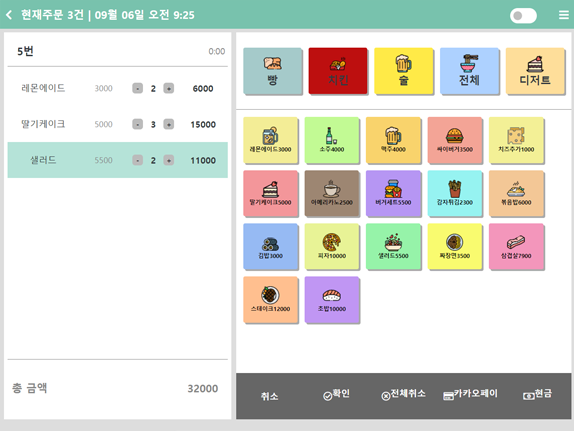 현재주문 3건 | 09월 06일 오전 9:25
5번 0:00
레몬에이드 3000 - 2 + 6000
딸기케이크 5000 - 3 + 15000
샐러드 5500 - 2 + 11000
총 금액 32000
빵 치킨 술 전체 디저트
레몬에이드3000 소주4000 맥주4000 싸이버거3500 치즈추가1000
딸기케이크5000 아메리카노2500 버거세트5500 감자튀김2300 볶음밥6000
김밥3000 피자10000 샐러드5500 짜장면3500 삼겹살7900
스테이크12000 초밥10000
취소 확인 전체취소 카카오페이 현금